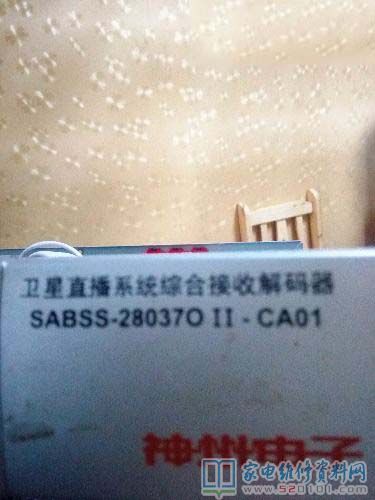 卫星直播系统综合接收解码器
SABSS-28037O II - CA01
神州电子
家电维修资料网
www.520101.com